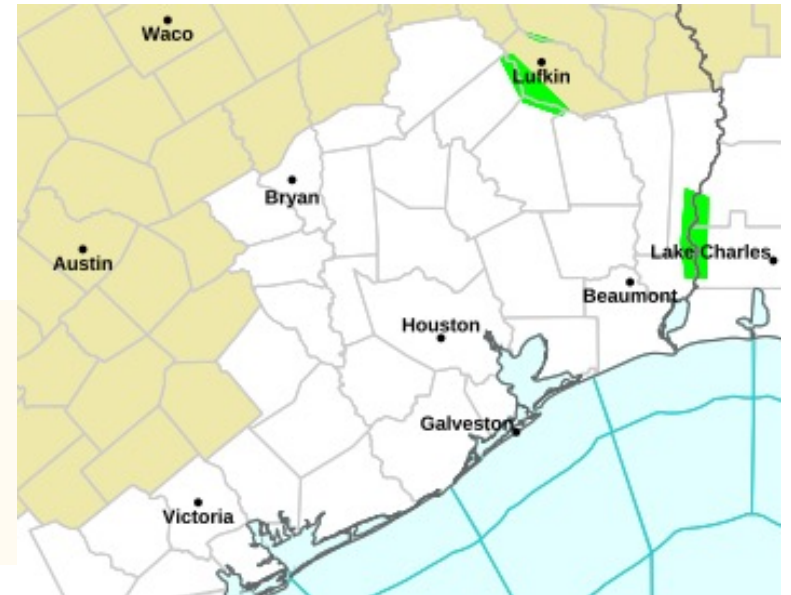 Waco
Lufkin
Bryan
Austin
Lake Charles
Beaumont
Houston
Galveston
Victoria